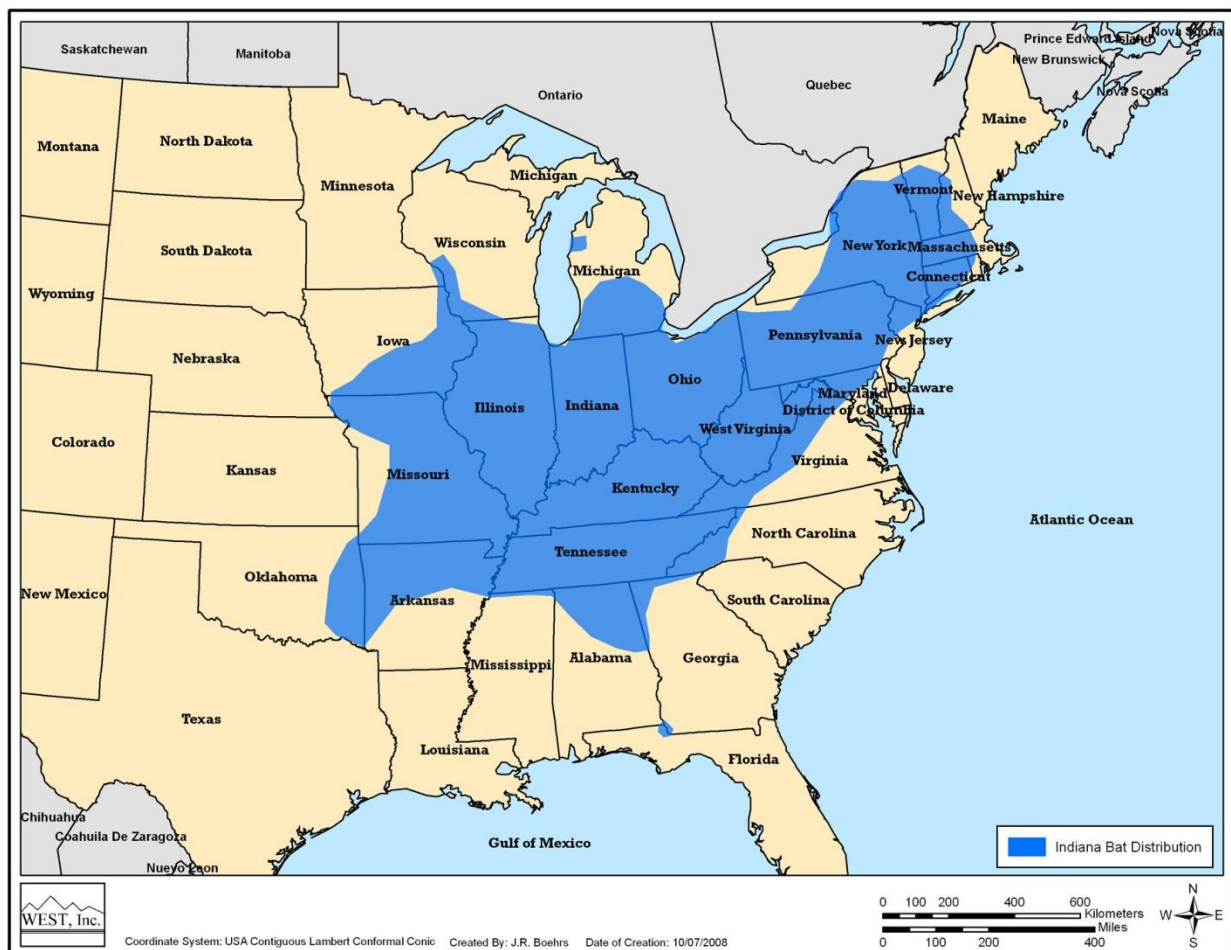 Saskatchewan
Manitoba
Ontario
Quebec
Prince Edward Island
Nova Scotia
New Brunswick
Nova Scotia
Maine
Montana
North Dakota
Minnesota
Michigan
Vermont
New Hampshire
South Dakota
Wisconsin
Michigan
New York
Massachusetts
Connecticut
Wyoming
Iowa
Pennsylvania
New Jersey
Nebraska
Ohio
Maryland
Delaware
Illinois
Indiana
District of Columbia
West Virginia
Colorado
Kansas
Missouri
Kentucky
Virginia
Atlantic Ocean
North Carolina
Tennessee
Oklahoma
New Mexico
Arkansas
South Carolina
Mississippi
Alabama
Georgia
Texas
Louisiana
Florida
Chihuahua
Coahuila De Zaragoza
Gulf of Mexico
Nuevo Leon
Indiana Bat Distribution
WEST, Inc.
Coordinate System: USA Contiguous Lambert Conformal Conic Created By: J.R. Boehrs Date of Creation: 10/07/2008
0 100 200 400 600
Kilometers
Miles
0 100 200 400
N
W E
S